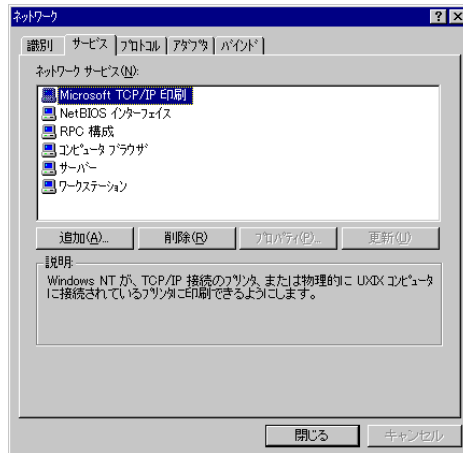 ネットワーク
識別 サービス プロトコル アダプタ バインド
ネットワーク サービス(N):
Microsoft TCP/IP 印刷
NetBIOS インターフェイス
RPC 構成
コンピュータ ブラウザ
サーバー
ワークステーション
追加(A)... 削除(R) プロパティ(P)... 更新(U)
説明:
Windows NT が、TCP/IP 接続のプリンタ、または物理的に UXIX コンピュータ
に接続されているプリンタに印刷できるようにします。
閉じる キャンセル